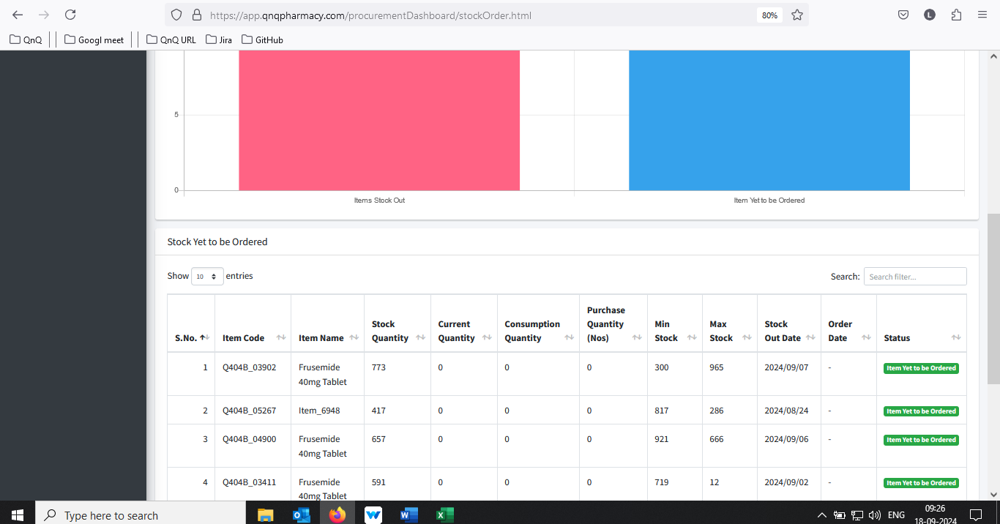 https://app.qnqpharmacy.com/procurementDashboard/stockOrder.html
80%
L
QnQ
Googl meet
QnQ URL
Jira
GitHub
5
0
Items Stock Out
Item Yet to be Ordered
Stock Yet to be Ordered
Show 10 entries
Search: Search filter...
S.No. Item Code Item Name Stock Quantity Current Quantity Consumption Quantity Purchase Quantity (Nos) Min Stock Max Stock Stock Out Date Order Date Status
1 Q404B_03902 Frusemide 40mg Tablet 773 0 0 0 300 965 2024/09/07 - Item Yet to be Ordered
2 Q404B_05267 Item_6948 417 0 0 0 817 286 2024/08/24 - Item Yet to be Ordered
3 Q404B_04900 Frusemide 40mg Tablet 657 0 0 0 921 666 2024/09/06 - Item Yet to be Ordered
4 Q404B_03411 Frusemide 40mg Tablet 591 0 0 0 719 12 2024/09/02 - Item Yet to be Ordered
Type here to search
ENG
09:26
18-09-2024